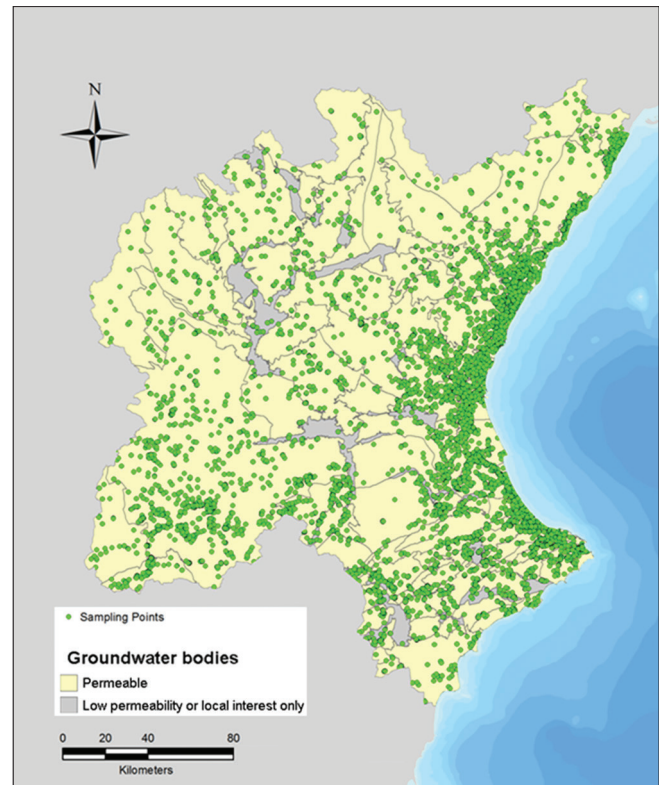 N
Sampling Points
Groundwater bodies
Permeable
Low permeability or local interest only
0 20 40 80
Kilometers